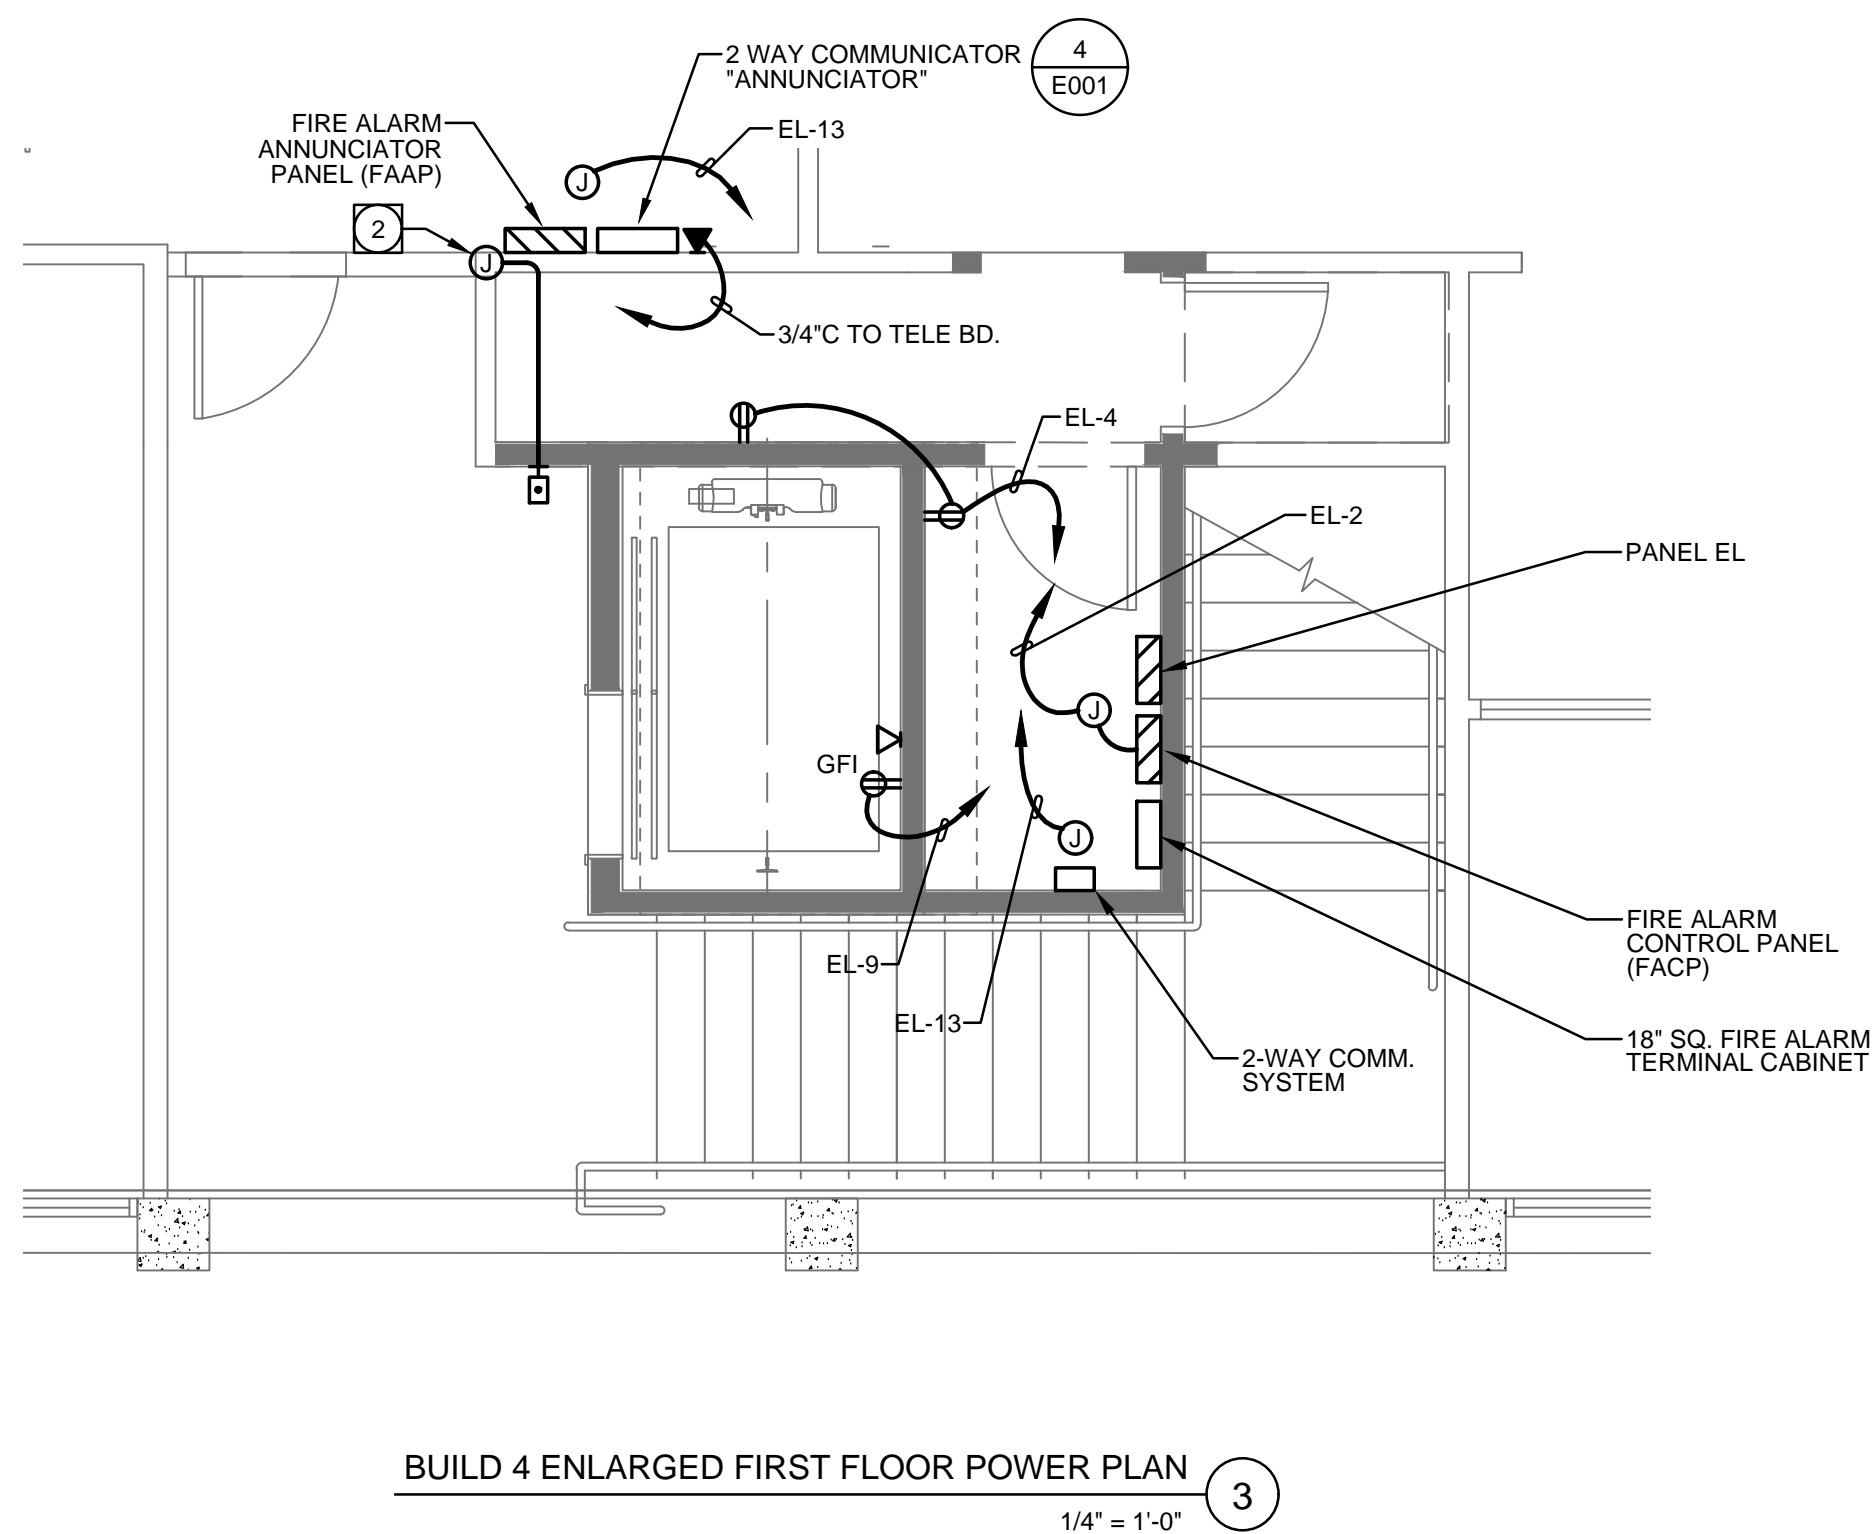 2 WAY COMMUNICATOR
"ANNUNCIATOR"
4
E001
FIRE ALARM
ANNUNCIATOR
PANEL (FAAP)
EL-13
J
2
J
3/4"C TO TELE BD.
EL-4
EL-2
PANEL EL
J
GFI
J
EL-9
EL-13
FIRE ALARM
CONTROL PANEL
(FACP)
2-WAY COMM.
SYSTEM
18" SQ. FIRE ALARM
TERMINAL CABINET
BUILD 4 ENLARGED FIRST FLOOR POWER PLAN
3
1/4" = 1'-0"